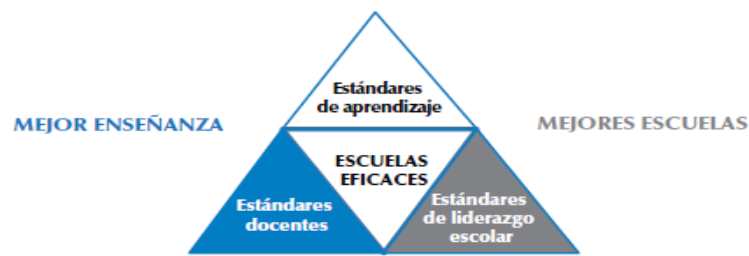 Estándares
de aprendizaje
MEJOR ENSEÑANZA
MEJORES ESCUELAS
ESCUELAS
EFICACES
Estándares
docentes
Estándares
de liderazgo
escolar